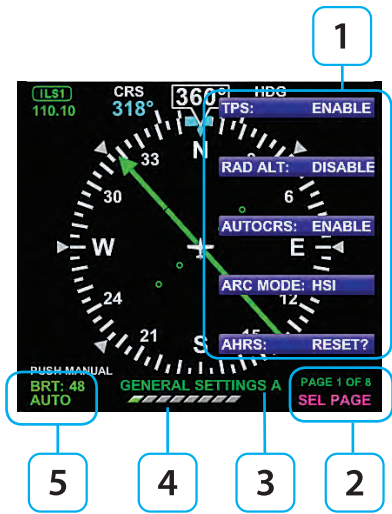 1
ILS1
CRS
360°
HDG
110.10
318°
TPS: ENABLE
N
33
30
RAD ALT: DISABLE
6
AUTOCRS: ENABLE
W
E
ARC MODE: HSI
24
12
21
S
15
AHRS: RESET?
PUSH MANUAL
BRT: 48
AUTO
GENERAL SETTINGS A
PAGE 1 OF 8
SEL PAGE
5
4
3
2